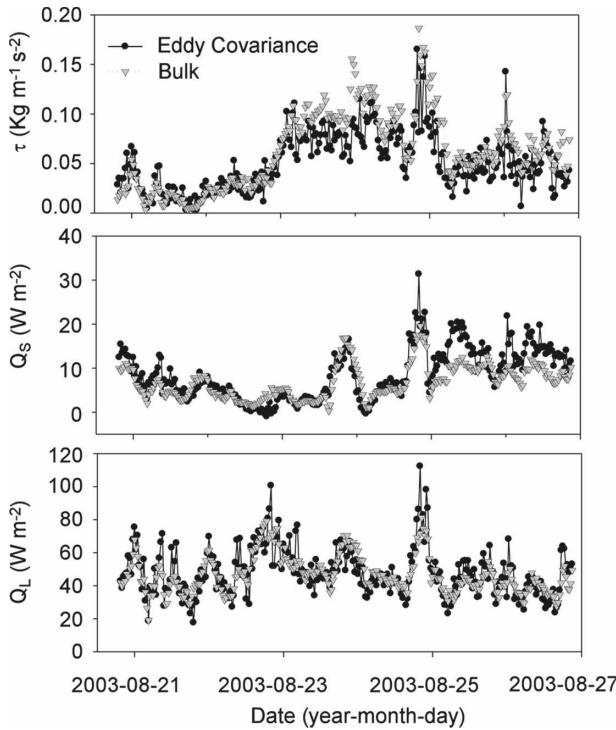 0.20
0.15
0.10
0.05
0.00
τ (Kg m-1 s-2)
Eddy Covariance
Bulk
40
30
20
10
0
QS (W m-2)
120
100
80
60
40
20
0
QL (W m-2)
2003-08-21 2003-08-23 2003-08-25 2003-08-27
Date (year-month-day)